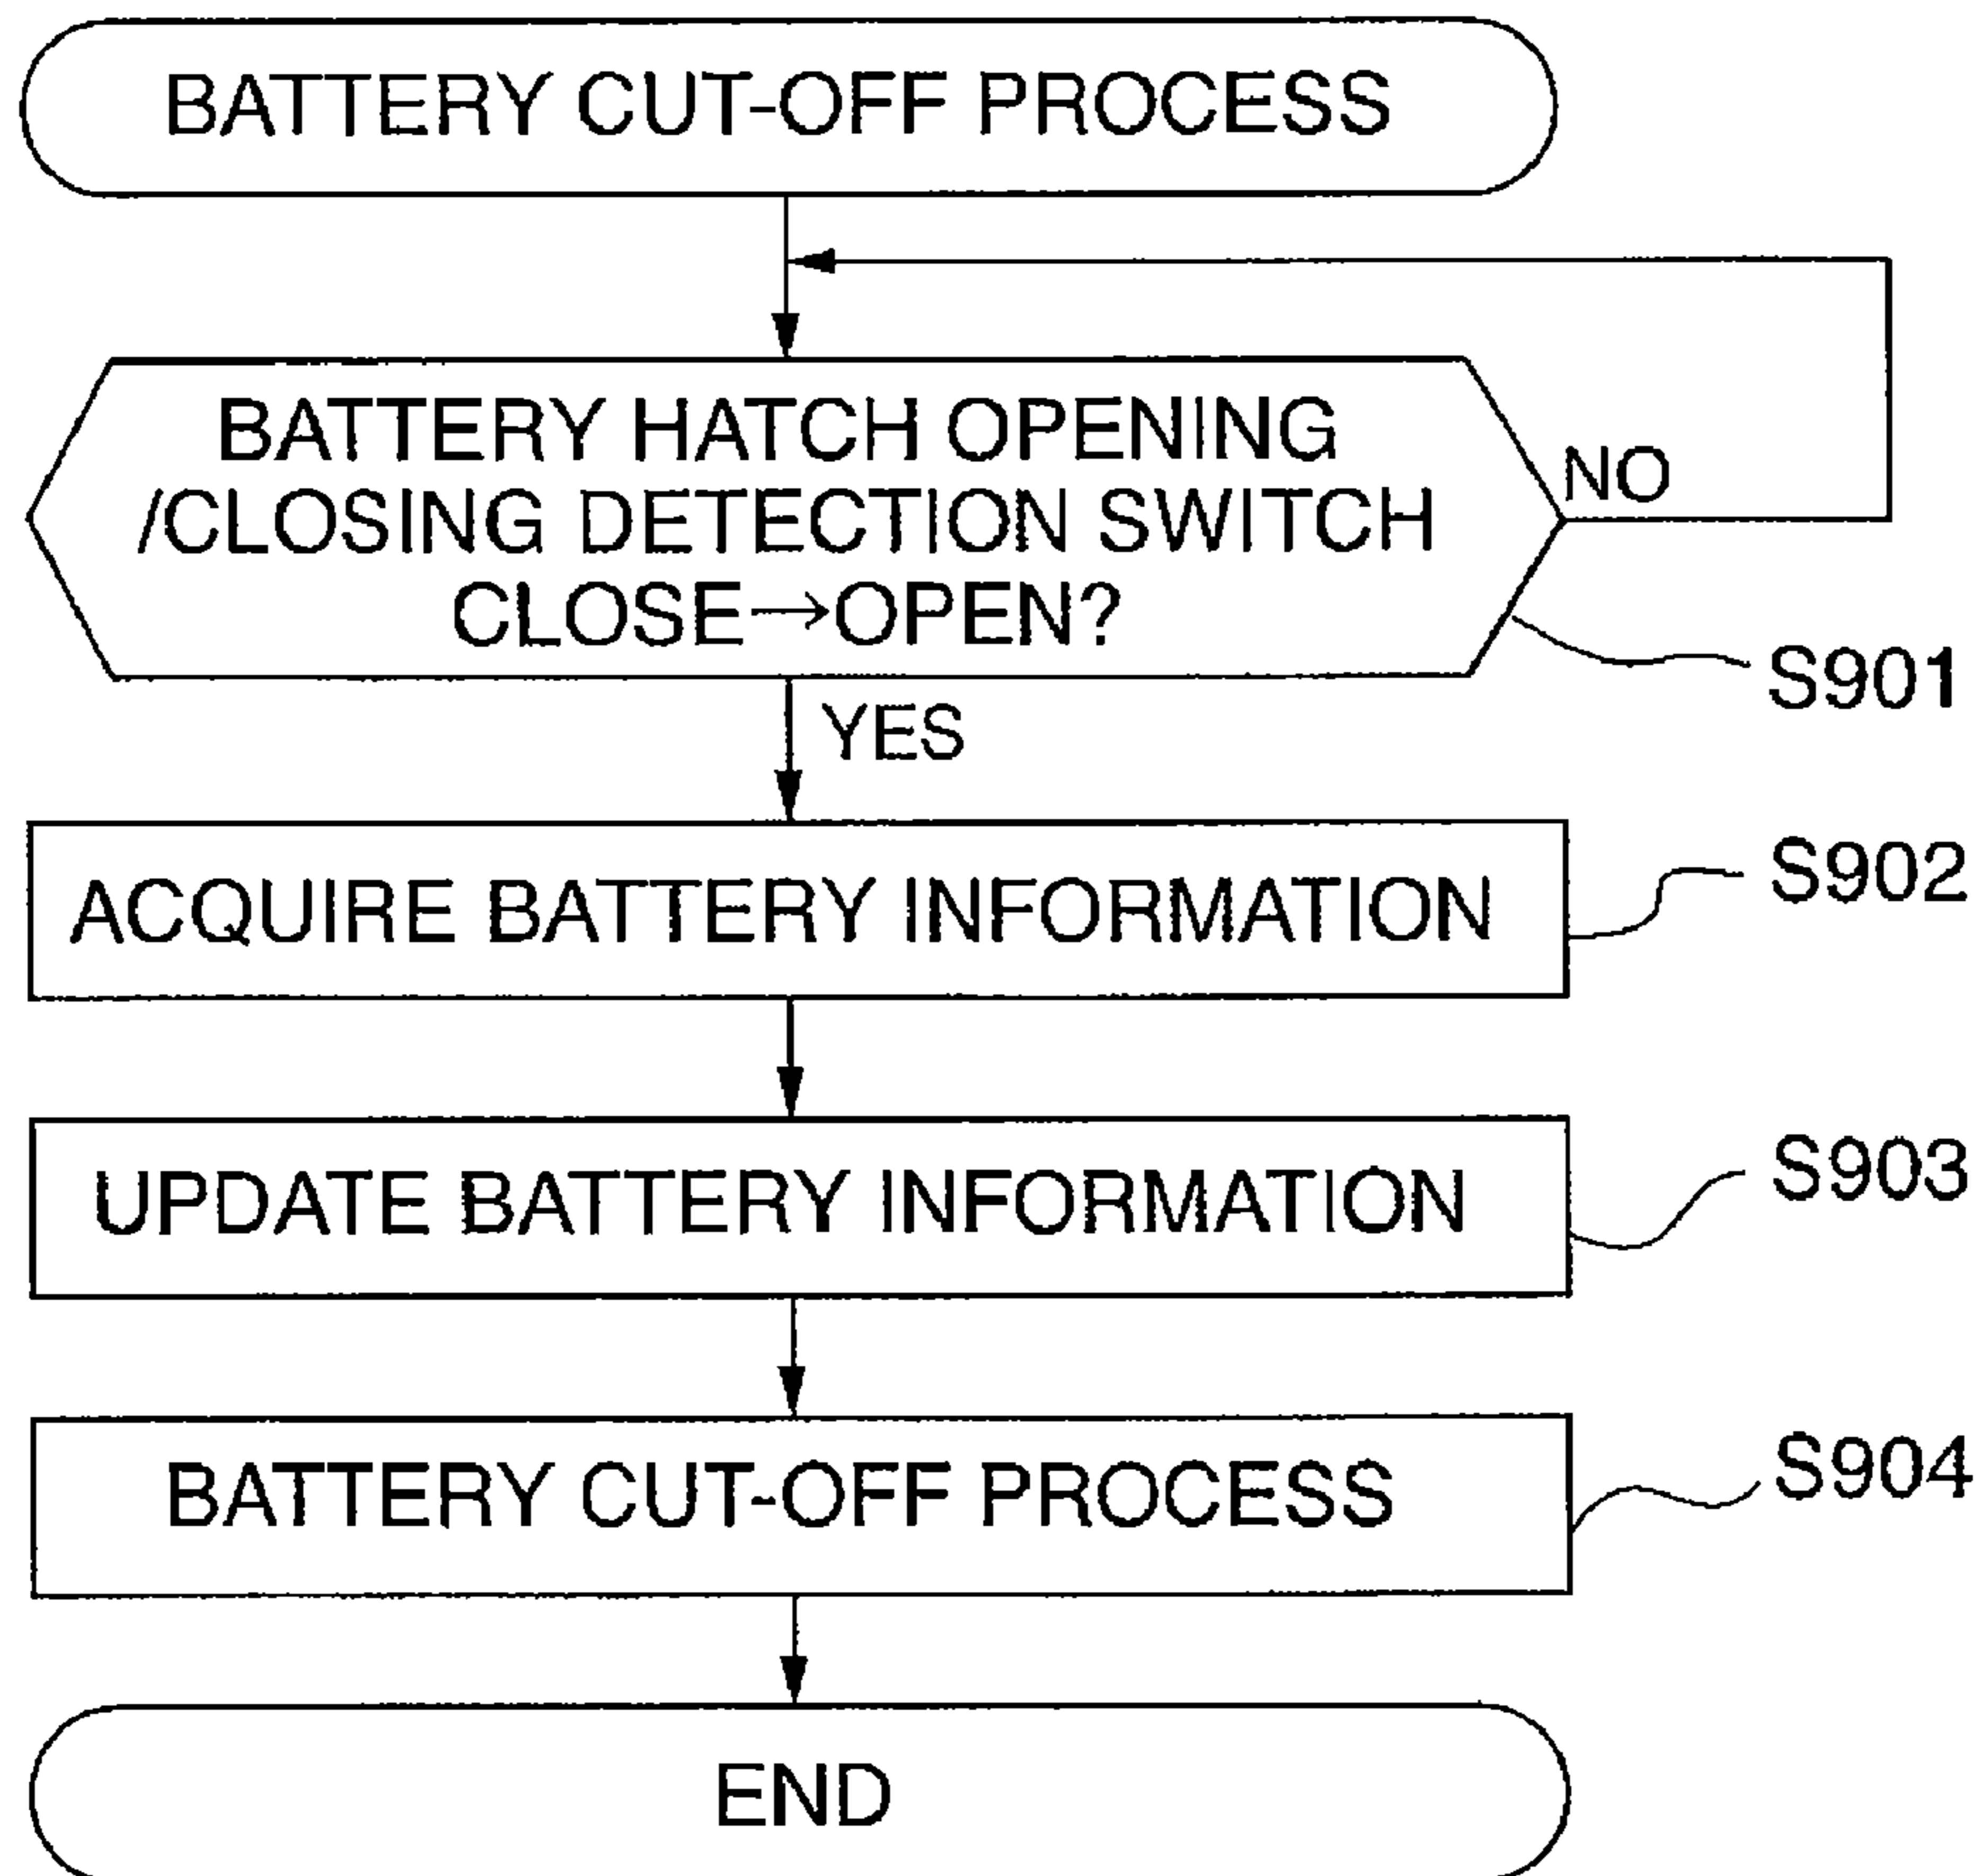 BATTERY CUT-OFF PROCESS
BATTERY HATCH OPENING
/CLOSING DETECTION SWITCH
CLOSE→OPEN?
NO
S901
YES
ACQUIRE BATTERY INFORMATION
S902
UPDATE BATTERY INFORMATION
S903
BATTERY CUT-OFF PROCESS
S904
END